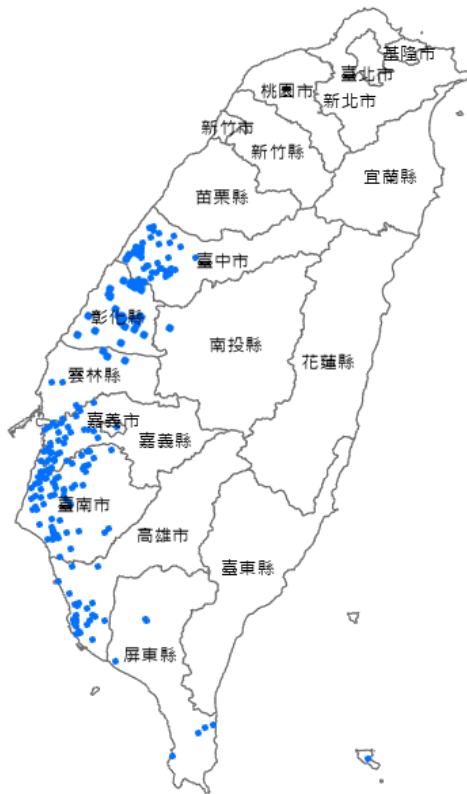 基隆市
臺北市
桃園市
新北市
新竹市
新竹縣
宜蘭縣
苗栗縣
臺中市
彰化縣
南投縣
花蓮縣
雲林縣
嘉義市
嘉義縣
臺南市
高雄市
臺東縣
屏東縣